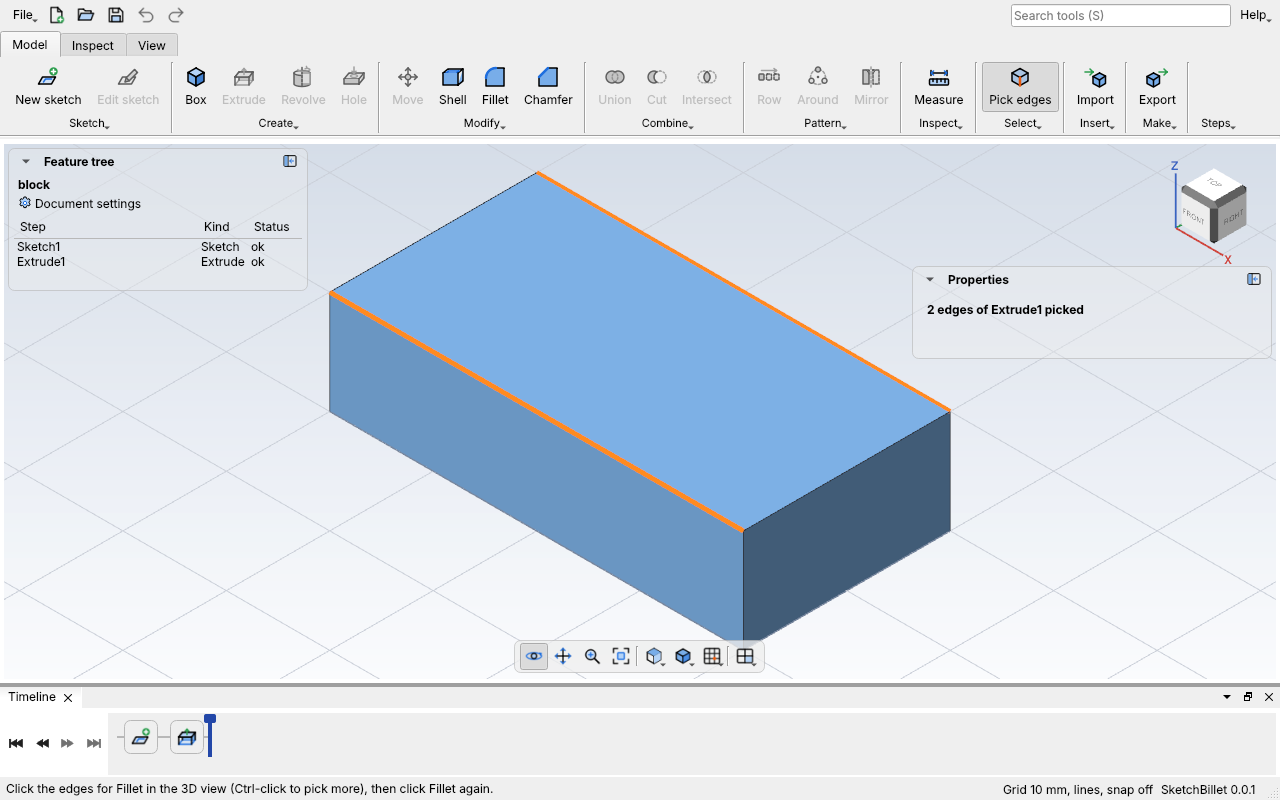 File
Search tools (S)
Help
Model
Inspect
View
New sketch
Edit sketch
Box
Extrude
Revolve
Hole
Move
Shell
Fillet
Chamfer
Union
Cut
Intersect
Row
Around
Mirror
Measure
Pick edges
Import
Export
Sketch
Create
Modify
Combine
Pattern
Inspect
Select
Insert
Make
Steps
Feature tree
block
Document settings
Step Kind Status
Sketch1 Sketch ok
Extrude1 Extrude ok
Z
TOP
FRONT
RIGHT
X
Properties
2 edges of Extrude1 picked
Timeline
Click the edges for Fillet in the 3D view (Ctrl-click to pick more), then click Fillet again.
Grid 10 mm, lines, snap off
SketchBillet 0.0.1